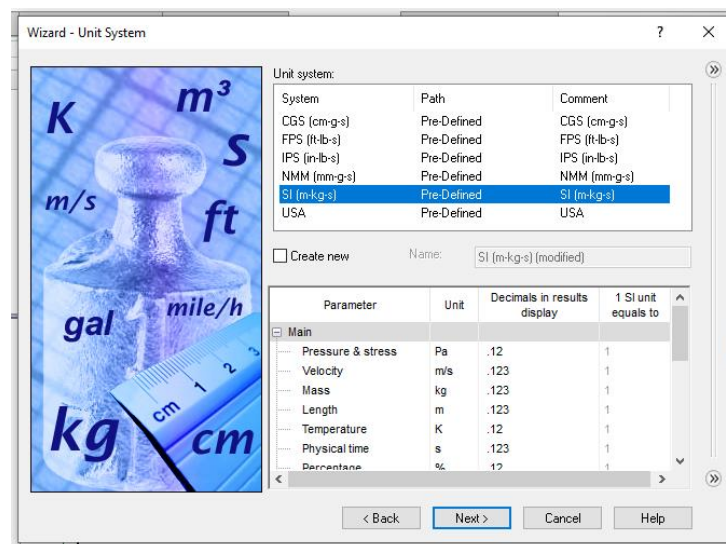 Wizard - Unit System
?
K
m³
S
m/s
ft
mile/h
gal
cm 1 2 3
kg
cm
Unit system:
System Path Comment
CGS (cm-g-s) Pre-Defined CGS (cm-g-s)
FPS (ft-lb-s) Pre-Defined FPS (ft-lb-s)
IPS (in-lb-s) Pre-Defined IPS (in-lb-s)
NMM (mm-g-s) Pre-Defined NMM (mm-g-s)
SI (m-kg-s) Pre-Defined SI (m-kg-s)
USA Pre-Defined USA
Create new Name: SI (m-kg-s) (modified)
Parameter Unit Decimals in results display 1 SI unit equals to
Main
Pressure & stress Pa .12 1
Velocity m/s .123 1
Mass kg .123 1
Length m .123 1
Temperature K .12 1
Physical time s .123 1
Percentage % .12 1
< Back Next > Cancel Help